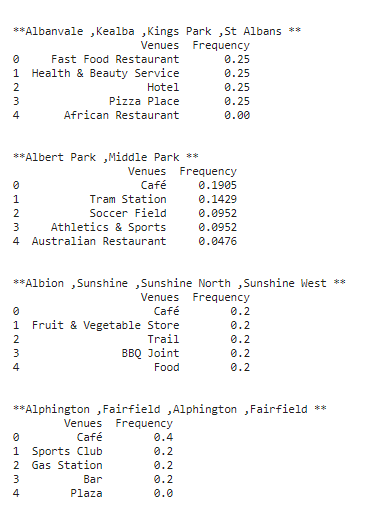 **Albanvale ,Kealba ,Kings Park ,St Albans **
Venues Frequency
0 Fast Food Restaurant 0.25
1 Health & Beauty Service 0.25
2 Hotel 0.25
3 Pizza Place 0.25
4 African Restaurant 0.00
**Albert Park ,Middle Park **
Venues Frequency
0 Café 0.1905
1 Tram Station 0.1429
2 Soccer Field 0.0952
3 Athletics & Sports 0.0952
4 Australian Restaurant 0.0476
**Albion ,Sunshine ,Sunshine North ,Sunshine West **
Venues Frequency
0 Café 0.2
1 Fruit & Vegetable Store 0.2
2 Trail 0.2
3 BBQ Joint 0.2
4 Food 0.2
**Alphington ,Fairfield ,Alphington ,Fairfield **
Venues Frequency
0 Café 0.4
1 Sports Club 0.2
2 Gas Station 0.2
3 Bar 0.2
4 Plaza 0.0